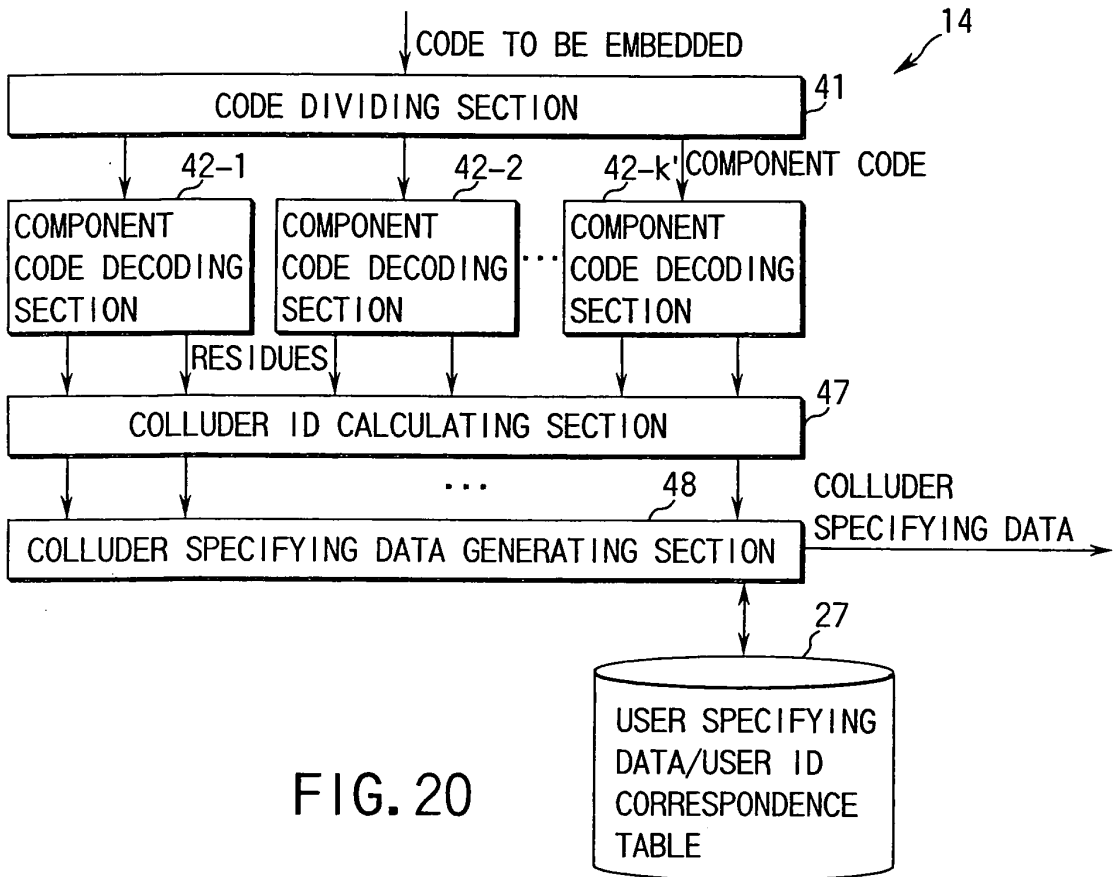 CODE TO BE EMBEDDED
14
CODE DIVIDING SECTION
41
42-1
42-2
42-k'
COMPONENT CODE
COMPONENT
CODE DECODING
SECTION
COMPONENT
CODE DECODING
SECTION
...
COMPONENT
CODE DECODING
SECTION
RESIDUES
47
COLLUDER ID CALCULATING SECTION
...
48
COLLUDER
SPECIFYING DATA
COLLUDER SPECIFYING DATA GENERATING SECTION
27
USER SPECIFYING
DATA/USER ID
CORRESPONDENCE
TABLE
FIG. 20